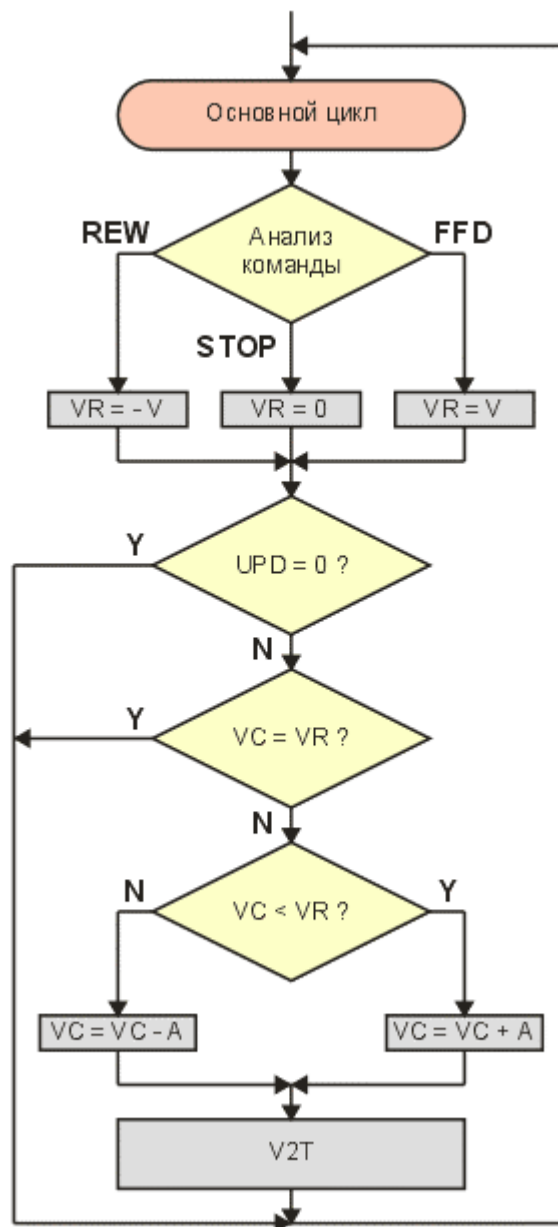 Основной цикл
REW
Анализ
команды
FFD
STOP
VR = - V
VR = 0
VR = V
Y
UPD = 0 ?
N
Y
VC = VR ?
N
N
VC < VR ?
Y
VC = VC - A
VC = VC + A
V2T